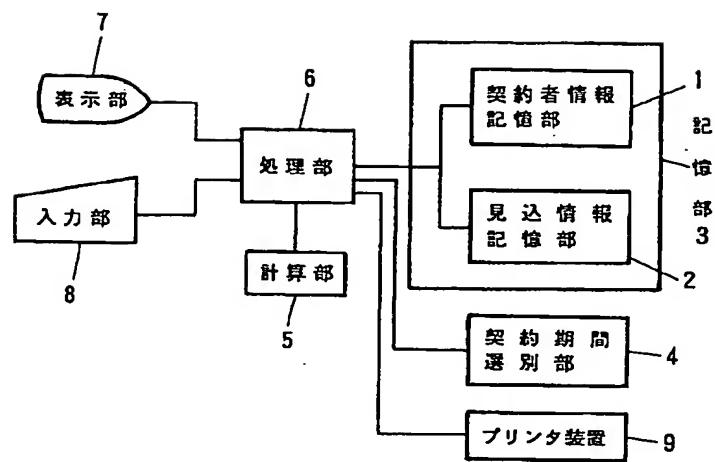 7
表示部
6
処理部
入力部
8
計算部
5
契約者情報
記憶部
1
記憶部3
見込情報
記憶部
2
契約期間
選別部
4
プリンタ装置
9